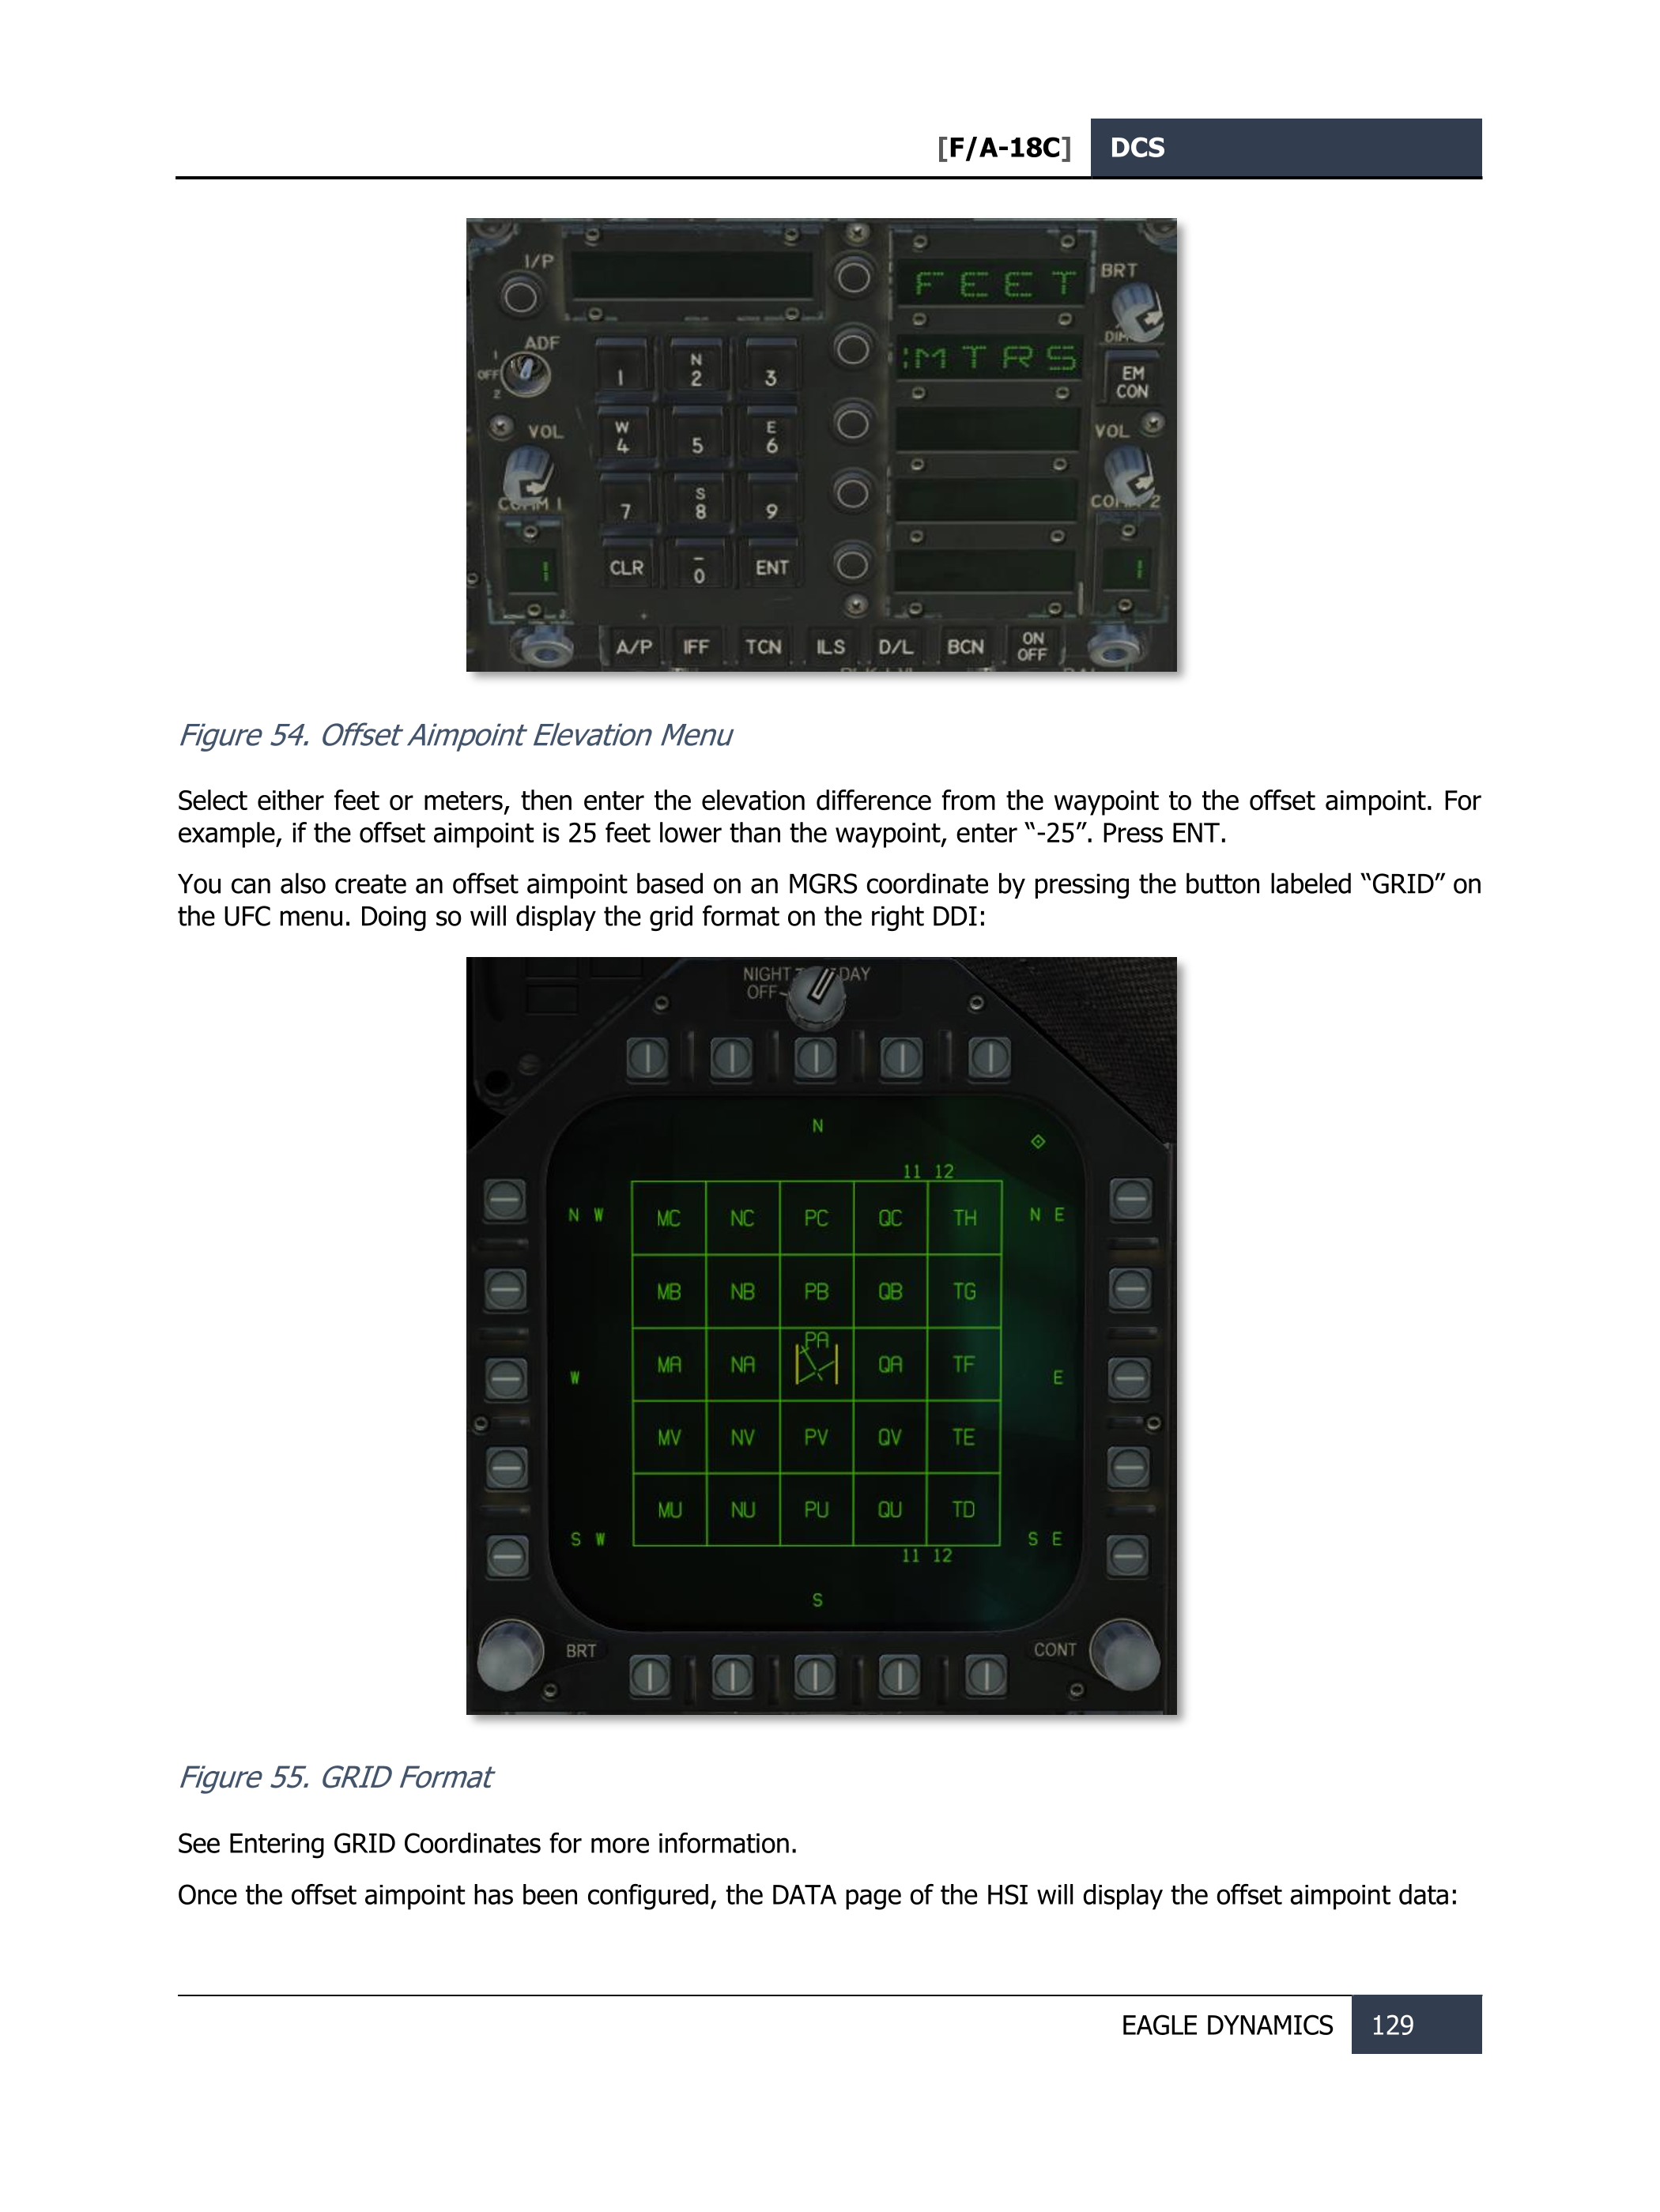 [F/A-18C] DCS
I/P
FEET
BRT
ADF
1
OFF
2
:MTRS
DIM
EM
CON
1
N
2
3
VOL
W
4
5
E
6
VOL
COMM 1
7
S
8
9
CLR
–
0
ENT
A/P IFF TCN ILS D/L BCN ON
OFF
Figure 54. Offset Aimpoint Elevation Menu
Select either feet or meters, then enter the elevation difference from the waypoint to the offset aimpoint. For
example, if the offset aimpoint is 25 feet lower than the waypoint, enter “-25”. Press ENT.
You can also create an offset aimpoint based on an MGRS coordinate by pressing the button labeled “GRID” on
the UFC menu. Doing so will display the grid format on the right DDI:
NIGHT DAY
OFF
N
11 12
N W MC NC PC QC TH N E
MB NB PB QB TG
PA
W MA NA QA TF E
MV NV PV QV TE
MU NU PU QU TD
S W S E
11 12
S
BRT CONT
Figure 55. GRID Format
See Entering GRID Coordinates for more information.
Once the offset aimpoint has been configured, the DATA page of the HSI will display the offset aimpoint data:
EAGLE DYNAMICS 129